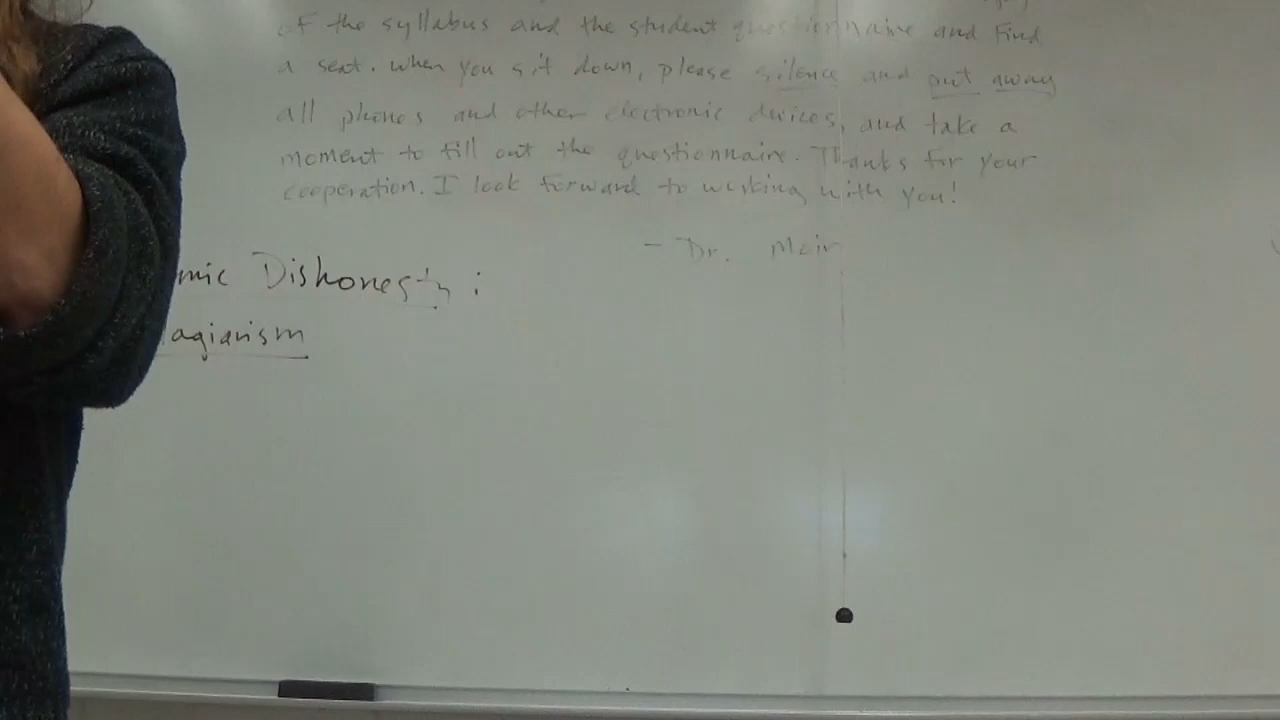 of the syllabus and the student questionnaire and find
a seat. When you sit down, please silence and put away
all phones and other electronic devices, and take a
moment to fill out the questionnaire. Thanks for your
cooperation. I look forward to working with you!
- Dr. Meir
mic Dishonesty :
lagiarism